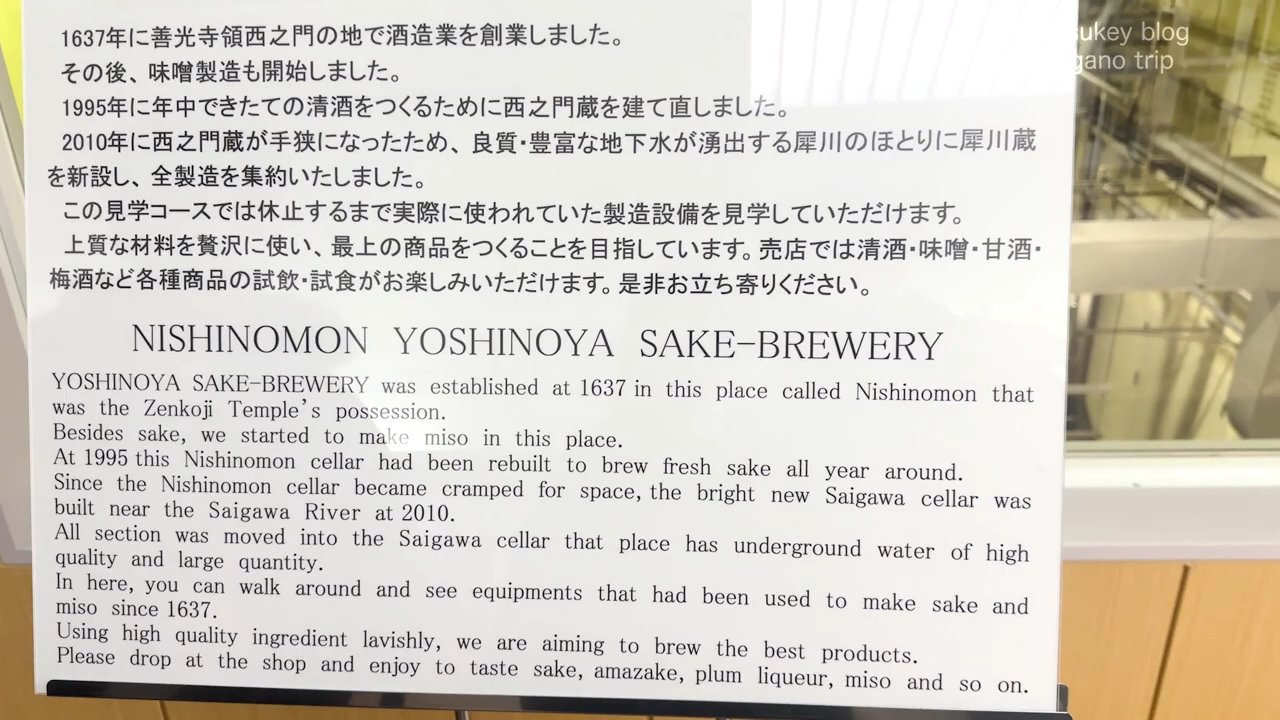 sukey blog
gano trip
1637年に善光寺領西之門の地で酒造業を創業しました。
その後、味噌製造も開始しました。
1995年に年中できたての清酒をつくるために西之門蔵を建て直しました。
2010年に西之門蔵が手狭になったため、良質・豊富な地下水が湧出する犀川のほとりに犀川蔵
を新設し、全製造を集約いたしました。
この見学コースでは休止するまで実際に使われていた製造設備を見学していただけます。
上質な材料を贅沢に使い、最上の商品をつくることを目指しています。売店では清酒・味噌・甘酒・
梅酒など各種商品の試飲・試食がお楽しみいただけます。是非お立ち寄りください。
NISHINOMON YOSHINOYA SAKE-BREWERY
YOSHINOYA SAKE-BREWERY was established at 1637 in this place called Nishinomon that
was the Zenkoji Temple's possession.
Besides sake, we started to make miso in this place.
At 1995 this Nishinomon cellar had been rebuilt to brew fresh sake all year around.
Since the Nishinomon cellar became cramped for space, the bright new Saigawa cellar was
built near the Saigawa River at 2010.
All section was moved into the Saigawa cellar that place has underground water of high
quality and large quantity.
In here, you can walk around and see equipments that had been used to make sake and
miso since 1637.
Using high quality ingredient lavishly, we are aiming to brew the best products.
Please drop at the shop and enjoy to taste sake, amazake, plum liqueur, miso and so on.